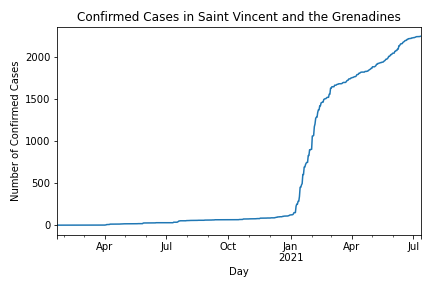 Confirmed Cases in Saint Vincent and the Grenadines
Number of Confirmed Cases
2000
1500
1000
500
0
Apr Jul Oct Jan Apr Jul
2021
Day